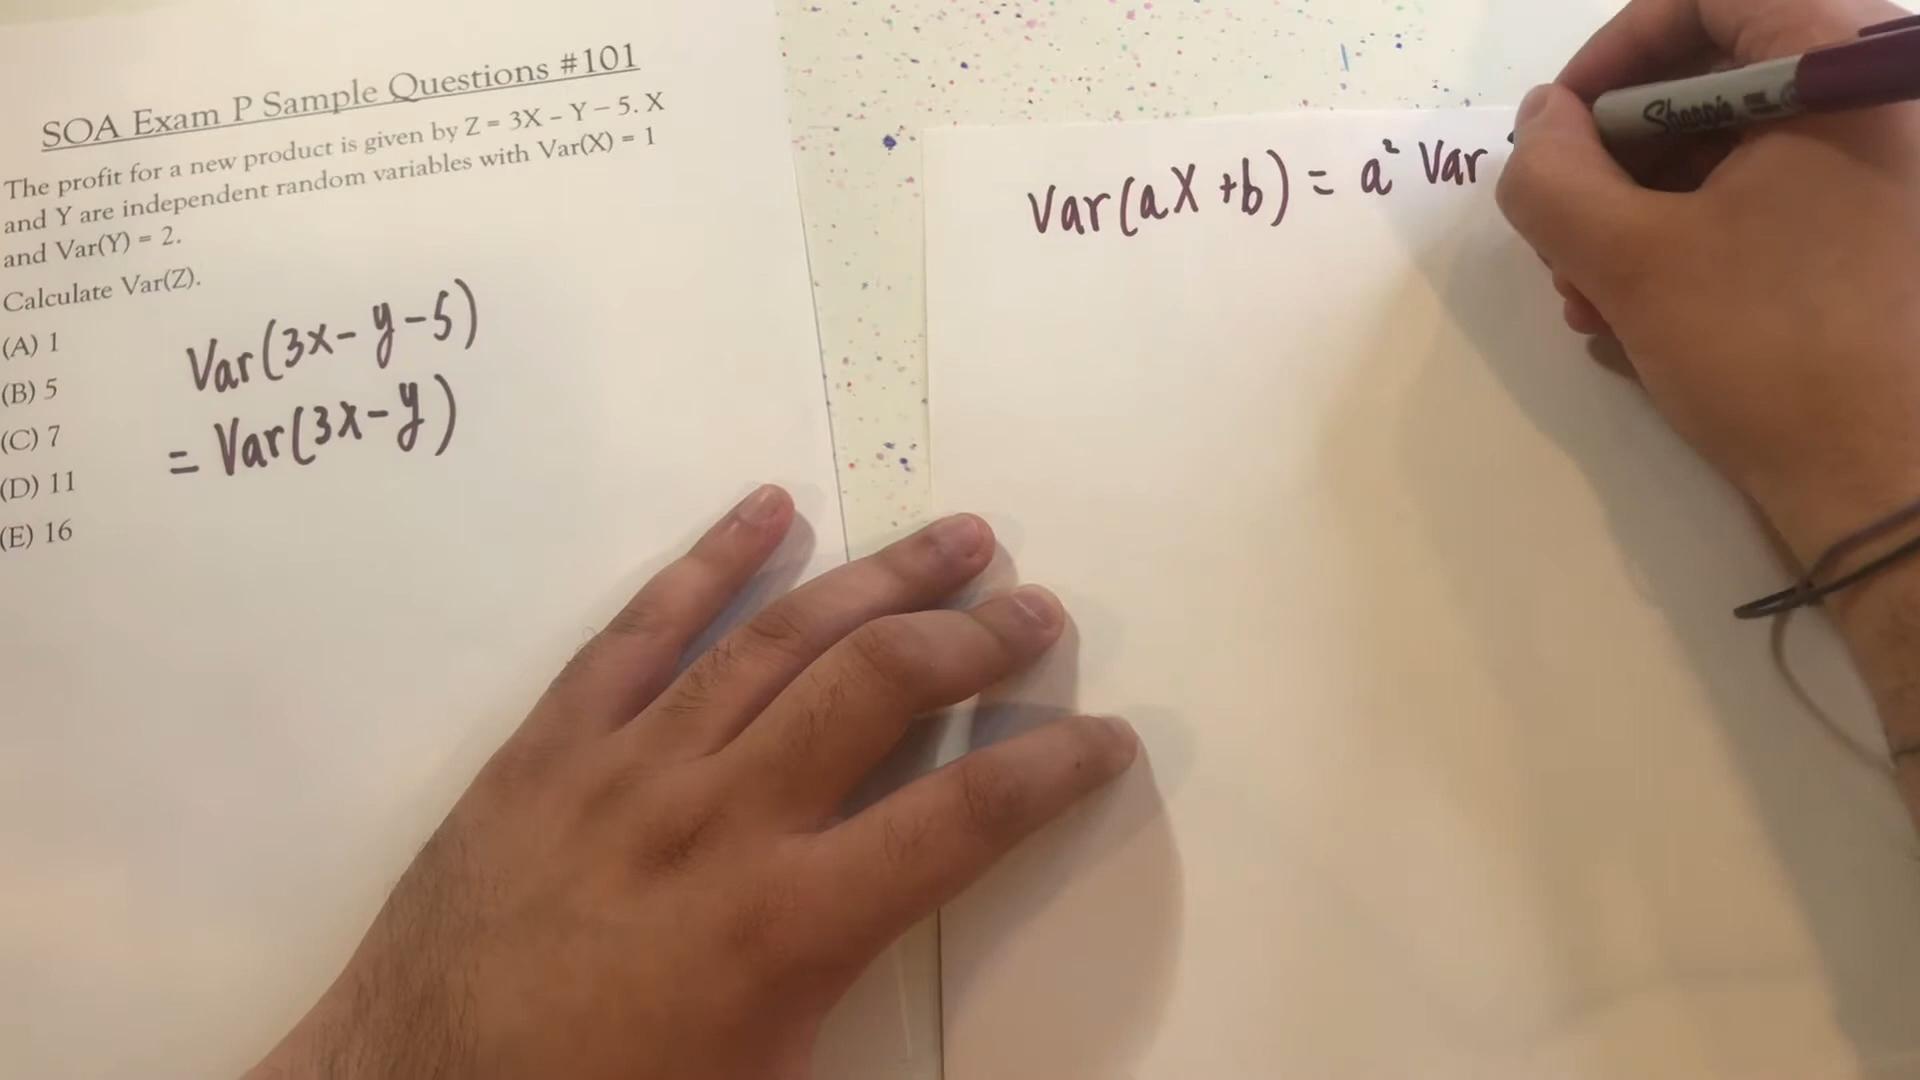 SOA Exam P Sample Questions #101
The profit for a new product is given by Z = 3X – Y – 5. X
and Y are independent random variables with Var(X) = 1
and Var(Y) = 2.
Calculate Var(Z).
(A) 1
(B) 5
(C) 7
(D) 11
(E) 16
Var(3x-y-5)
= Var(3x-y)
Var(aX+b) = a² Var
Sharpie